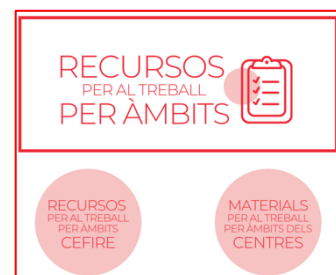 RECURSOS
PER AL TREBALL
PER ÀMBITS
RECURSOS
PER AL TREBALL
PER ÀMBITS
CEFIRE
MATERIALS
PER AL TREBALL
PER ÀMBITS DELS
CENTRES